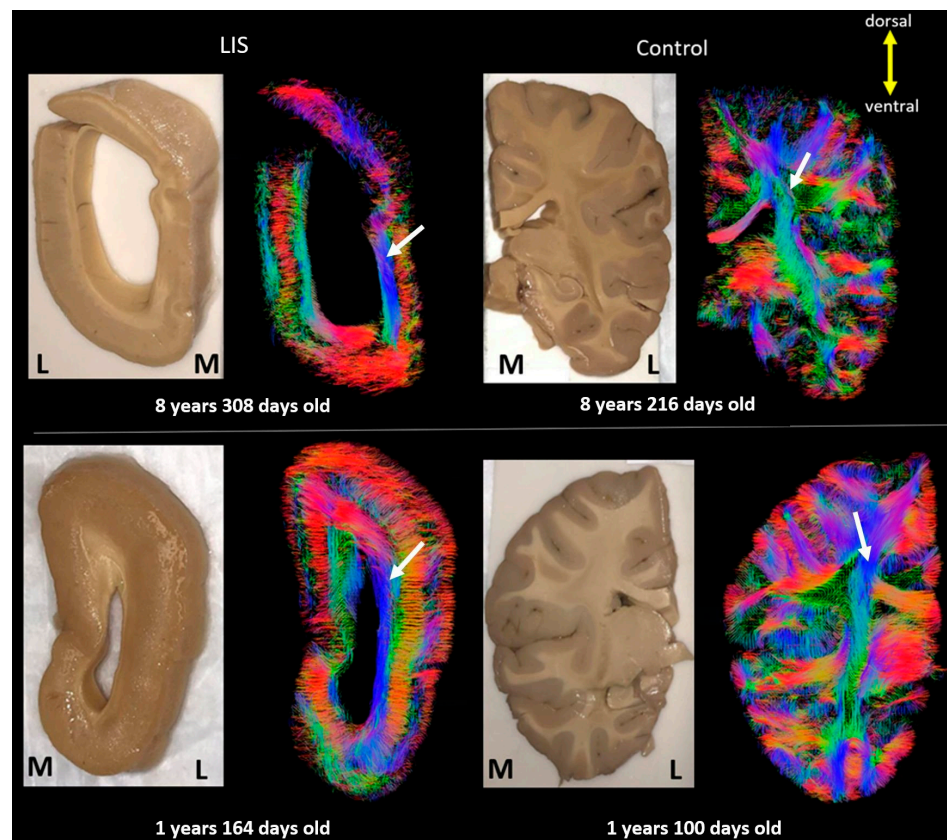 LIS
Control
dorsal
ventral
L
M
M
L
8 years 308 days old
8 years 216 days old
M
L
M
L
1 years 164 days old
1 years 100 days old